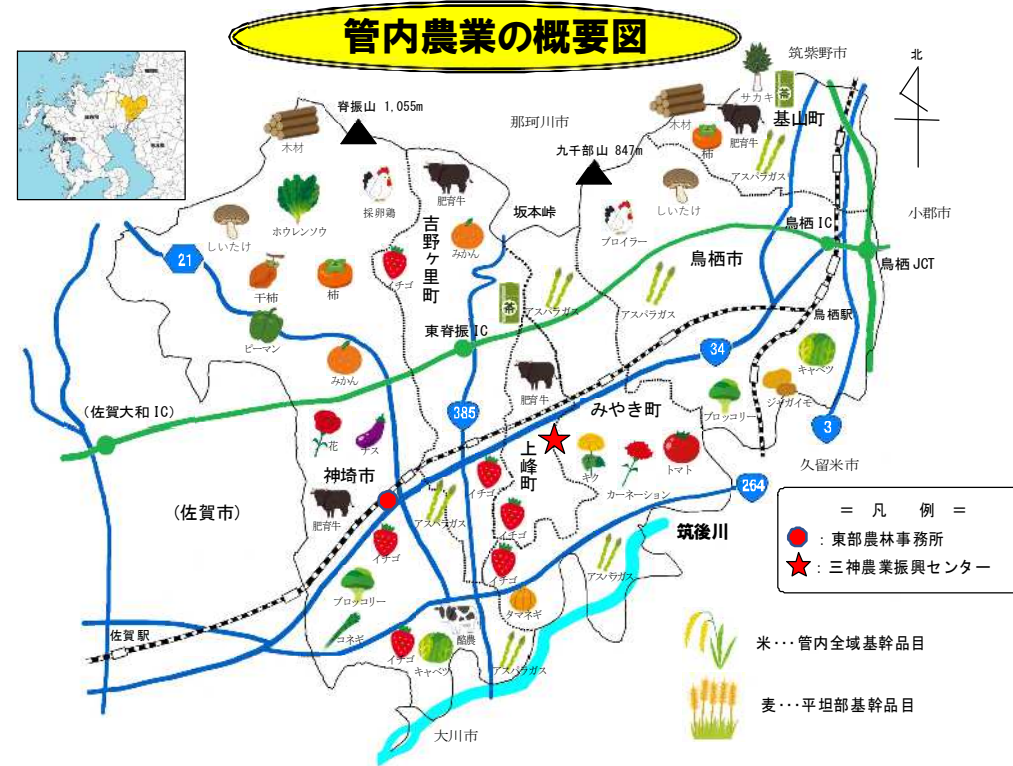 管内農業の概要図
筑紫野市
北
サカキ
茶
基山町
脊振山 1,055m
木材
那珂川市
木材
柿
肥育牛
アスパラガス
九千部山 847m
採卵鶏
肥育牛
坂本峠
ブロイラー
しいたけ
小郡市
しいたけ
ホウレンソウ
吉野ヶ里町
みかん
鳥栖IC
鳥栖市
鳥栖JCT
21
干柿
柿
イチゴ
茶
アスパラガス
アスパラガス
鳥栖駅
ピーマン
東脊振IC
みかん
34
キャベツ
肥育牛
ブロッコリー
ジャガイモ
(佐賀大和IC)
385
みやき町
3
花
ナス
上峰町
キク
カーネーション
トマト
久留米市
神埼市
イチゴ
264
(佐賀市)
肥育牛
アスパラガス
イチゴ
筑後川
= 凡 例 =
:東部農林事務所
:三神農業振興センター
イチゴ
イチゴ
アスパラガス
ブロッコリー
タマネギ
佐賀駅
コネギ
イチゴ
キャベツ
酪農
アスパラガス
米･･･管内全域基幹品目
麦･･･平坦部基幹品目
大川市